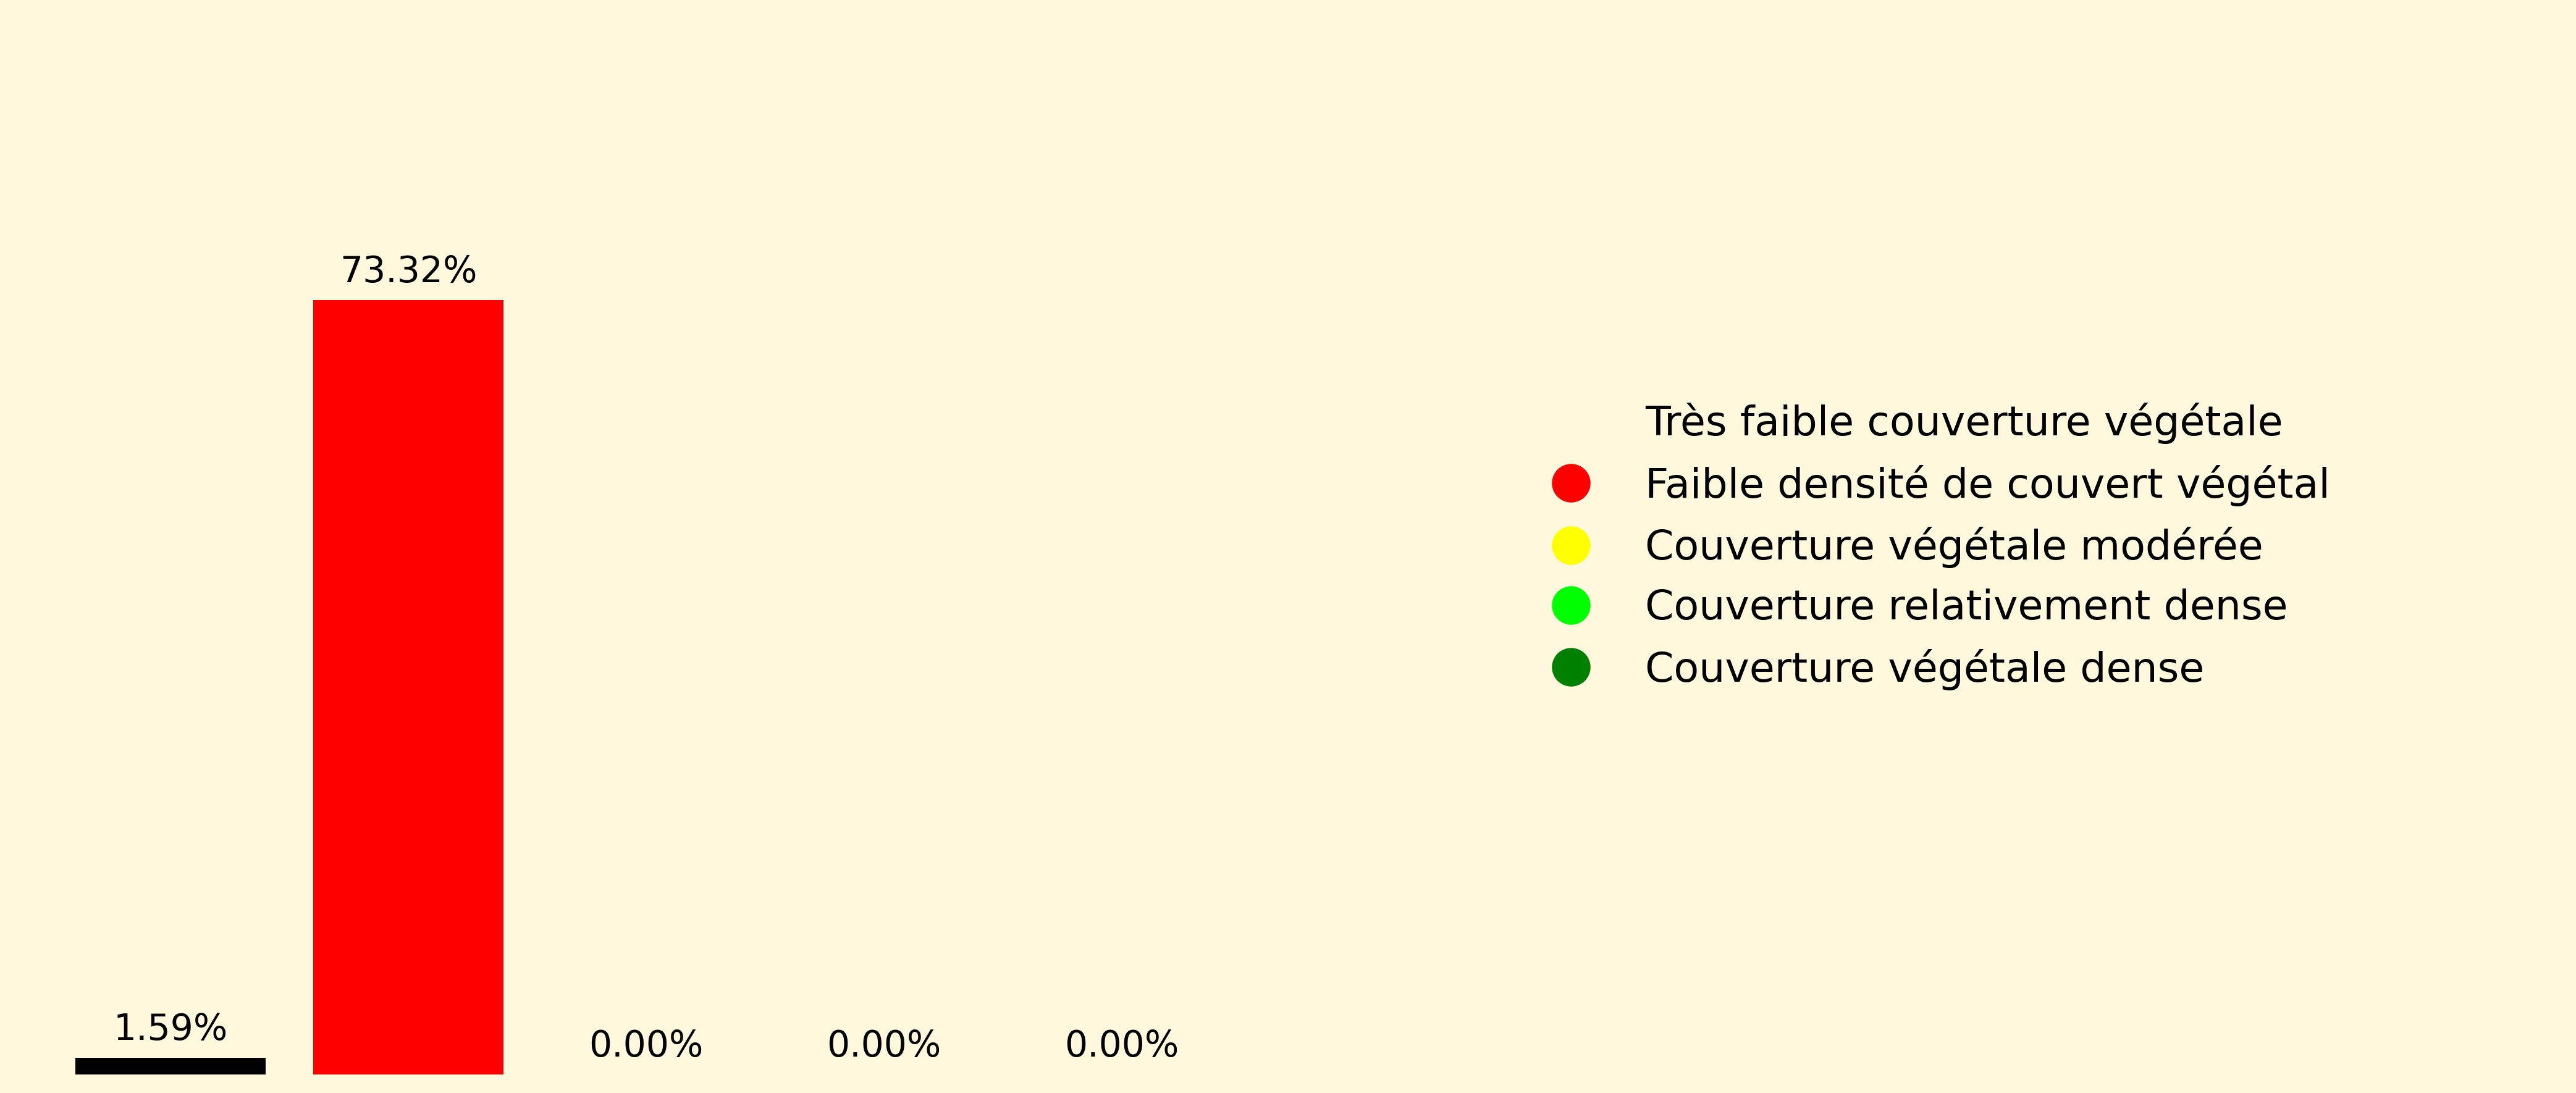 73.32%
1.59%
0.00%
0.00%
0.00%
Très faible couverture végétale
Faible densité de couvert végétal
Couverture végétale modérée
Couverture relativement dense
Couverture végétale dense